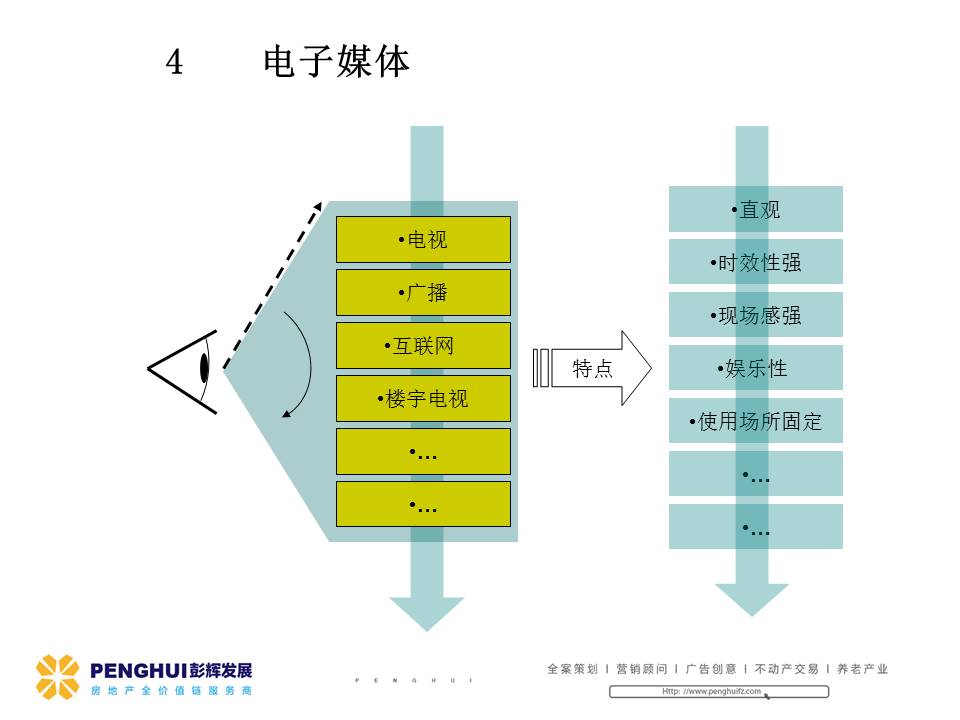 4 电子媒体
•电视
•广播
•互联网
•楼宇电视
•...
•...
特点
•直观
•时效性强
•现场感强
•娱乐性
•使用场所固定
•...
•...
PENGHUI彭辉发展
房地产全价值链服务商
PENGHUI
全案策划 | 营销顾问 | 广告创意 | 不动产交易 | 养老产业
Http: //www.penghuifz.com